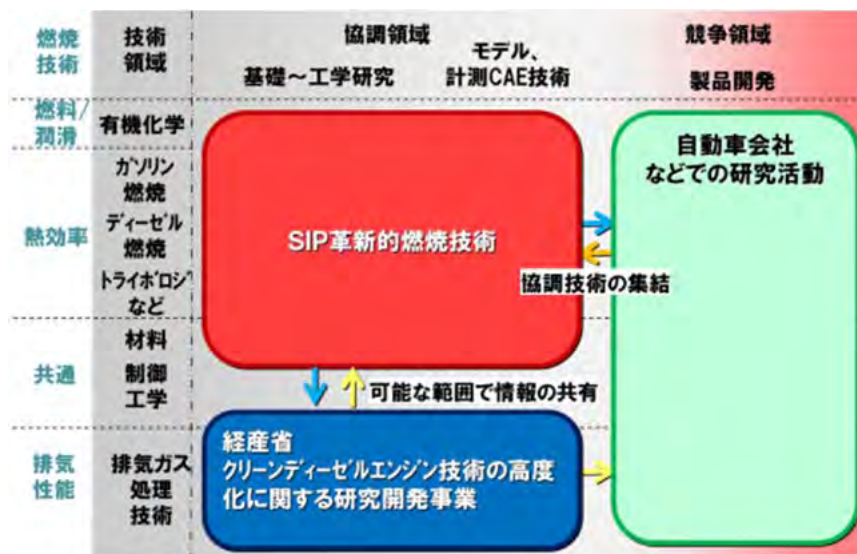 燃焼
技術
技術
領域
協調領域
基礎～工学研究
モデル、
計測CAE技術
競争領域
製品開発
燃料/
潤滑
有機化学
熱効率
ガソリン
燃焼
ディーゼル
燃焼
トライボロジ
など
共通
材料
制御
工学
排気
性能
排気ガス
処理
技術
SIP革新的燃焼技術
自動車会社
などでの研究活動
協調技術の集結
可能な範囲で情報の共有
経産省
クリーンディーゼルエンジン技術の高度
化に関する研究開発事業